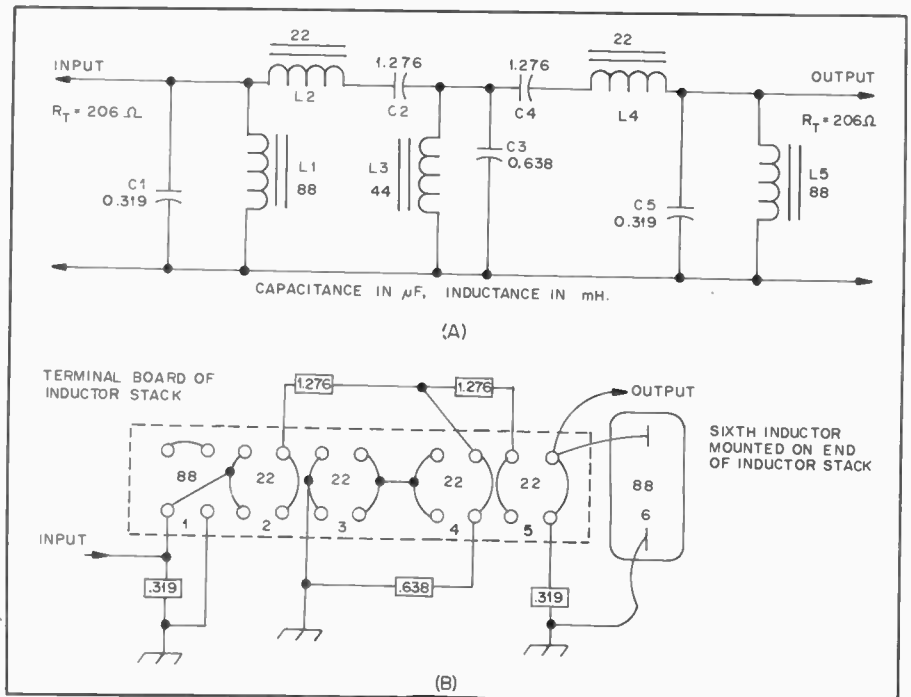 22
22
INPUT
1.276
1.276
OUTPUT
L2
C2
C4
L4
R_T = 206 Ω
R_T = 206 Ω
C3
0.638
L1
88
L3
44
L5
88
C1
0.319
C5
0.319
CAPACITANCE IN µF, INDUCTANCE IN mH.
(A)
TERMINAL BOARD OF
INDUCTOR STACK
1.276
1.276
OUTPUT
SIXTH INDUCTOR
MOUNTED ON END
OF INDUCTOR STACK
88
22
22
22
22
88
6
1
2
3
4
5
INPUT
.319
.638
.319
(B)